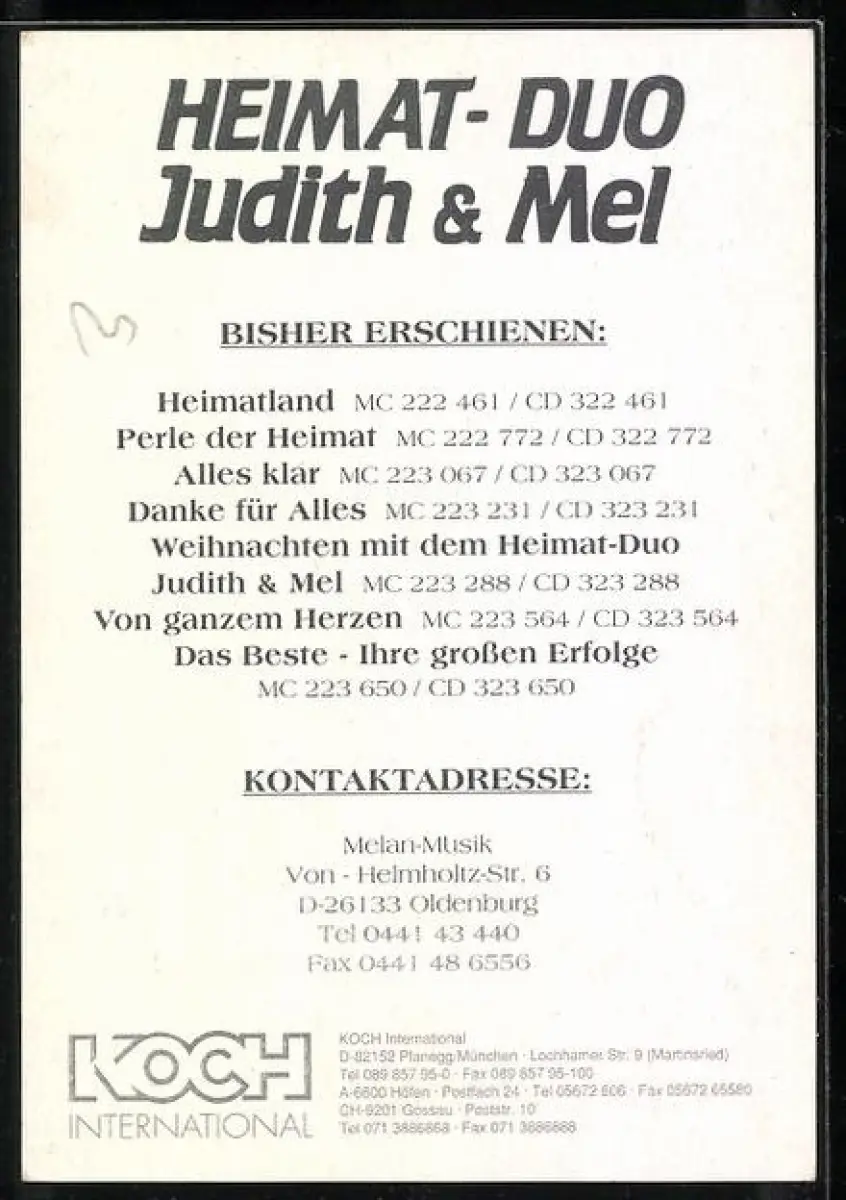 HEIMAT- DUO
Judith & Mel
BISHER ERSCHIENEN:
Heimatland MC 222 461 / CD 322 461
Perle der Heimat MC 222 772 / CD 322 772
Alles klar MC 223 067 / CD 323 067
Danke für Alles MC 223 231 / CD 323 231
Weihnachten mit dem Heimat-Duo
Judith & Mel MC 223 288 / CD 323 288
Von ganzem Herzen MC 223 564 / CD 323 564
Das Beste - Ihre großen Erfolge
MC 223 650 / CD 323 650
KONTAKTADRESSE:
Melan-Musik
Von - Helmholtz-Str. 6
D-26133 Oldenburg
Tel 0441 43 440
Fax 0441 48 6556
KOCH
INTERNATIONAL
KOCH International
D-82152 Planegg/München · Lochhamer Str. 9 (Martinsried)
Tel 089 857 95-0 · Fax 089 857 95-100
A-6600 Höfen · Postfach 24 · Tel 05672 606 · Fax 05672 65580
CH-9201 Gossau · Poststr. 10
Tel 071 3886868 · Fax 071